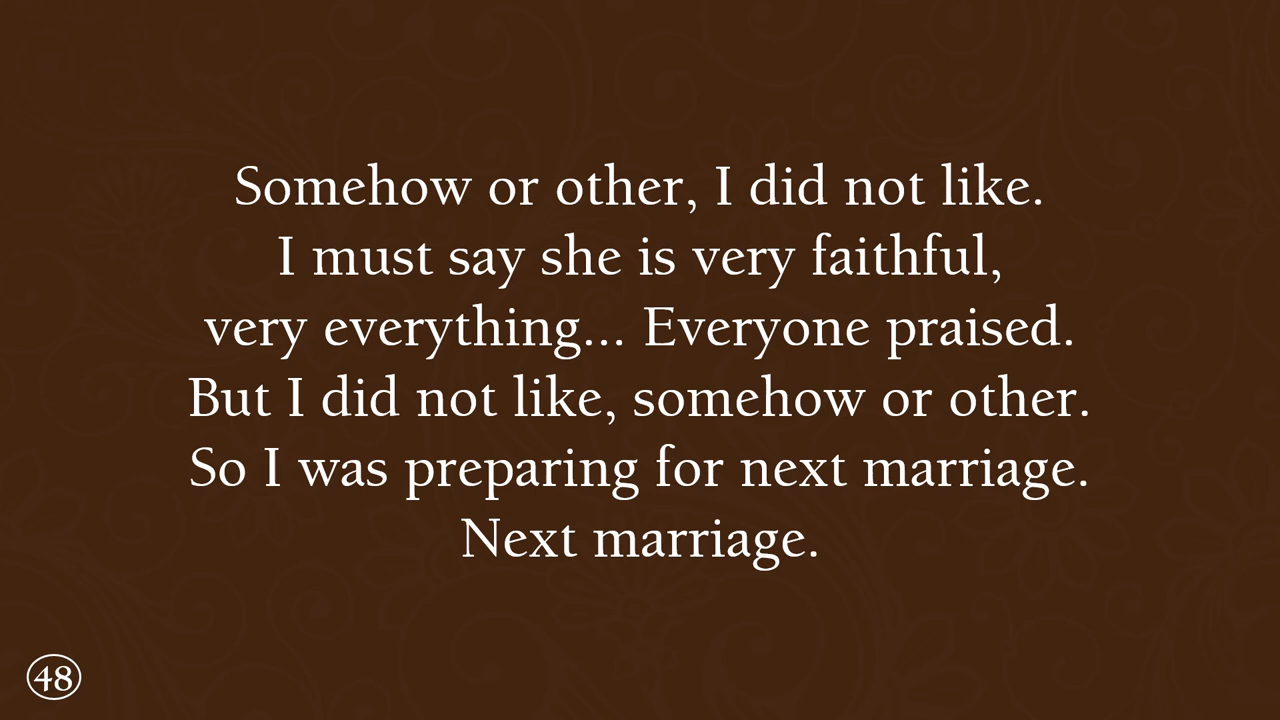 Somehow or other, I did not like.
I must say she is very faithful,
very everything... Everyone praised.
But I did not like, somehow or other.
So I was preparing for next marriage.
Next marriage.
48